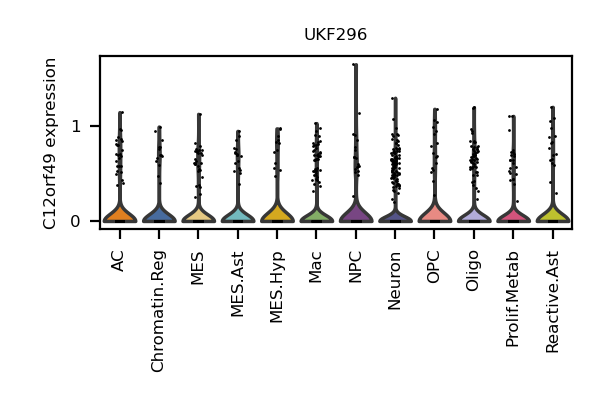 UKF296
C12orf49 expression
1
0
AC
Chromatin.Reg
MES
MES.Ast
MES.Hyp
Mac
NPC
Neuron
OPC
Oligo
Prolif.Metab
Reactive.Ast